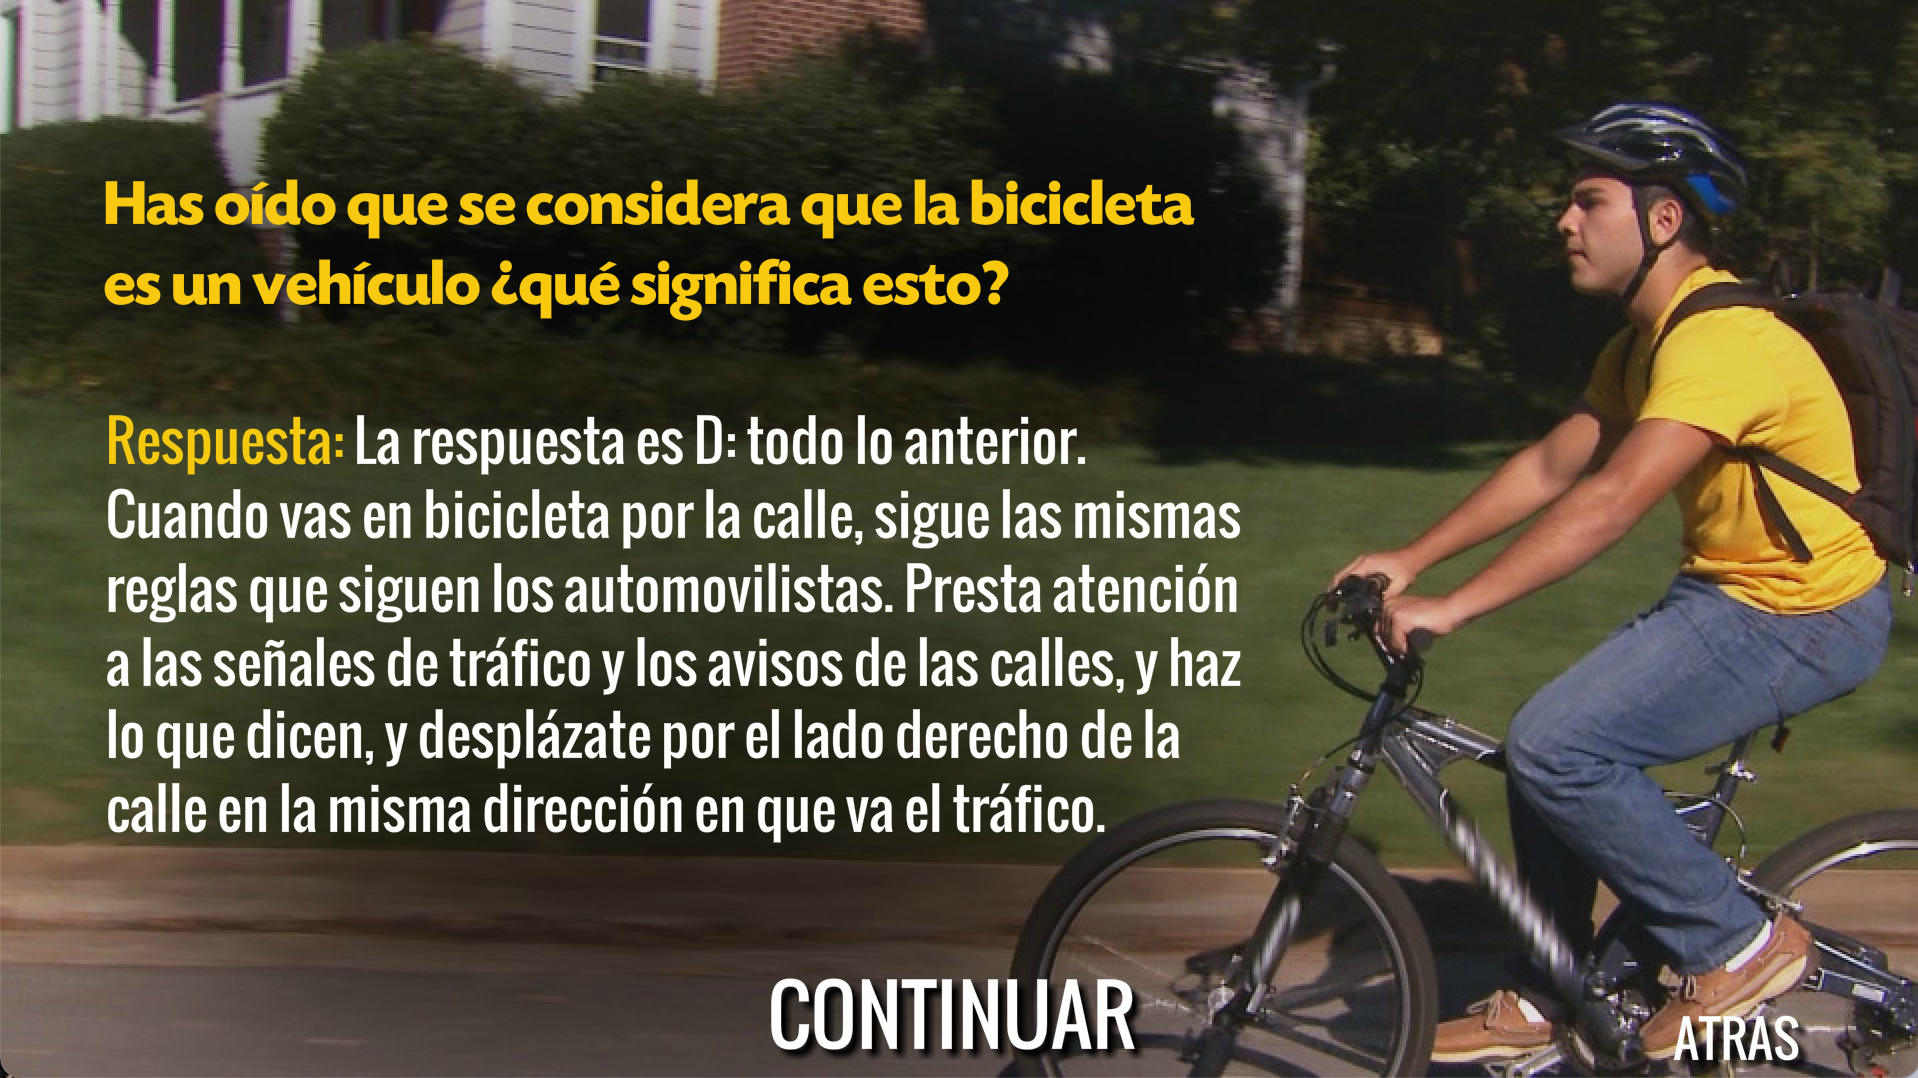 Has oído que se considera que la bicicleta
es un vehículo ¿qué significa esto?
Respuesta: La respuesta es D: todo lo anterior.
Cuando vas en bicicleta por la calle, sigue las mismas
reglas que siguen los automovilistas. Presta atención
a las señales de tráfico y los avisos de las calles, y haz
lo que dicen, y desplázate por el lado derecho de la
calle en la misma dirección en que va el tráfico.
CONTINUAR
ATRAS